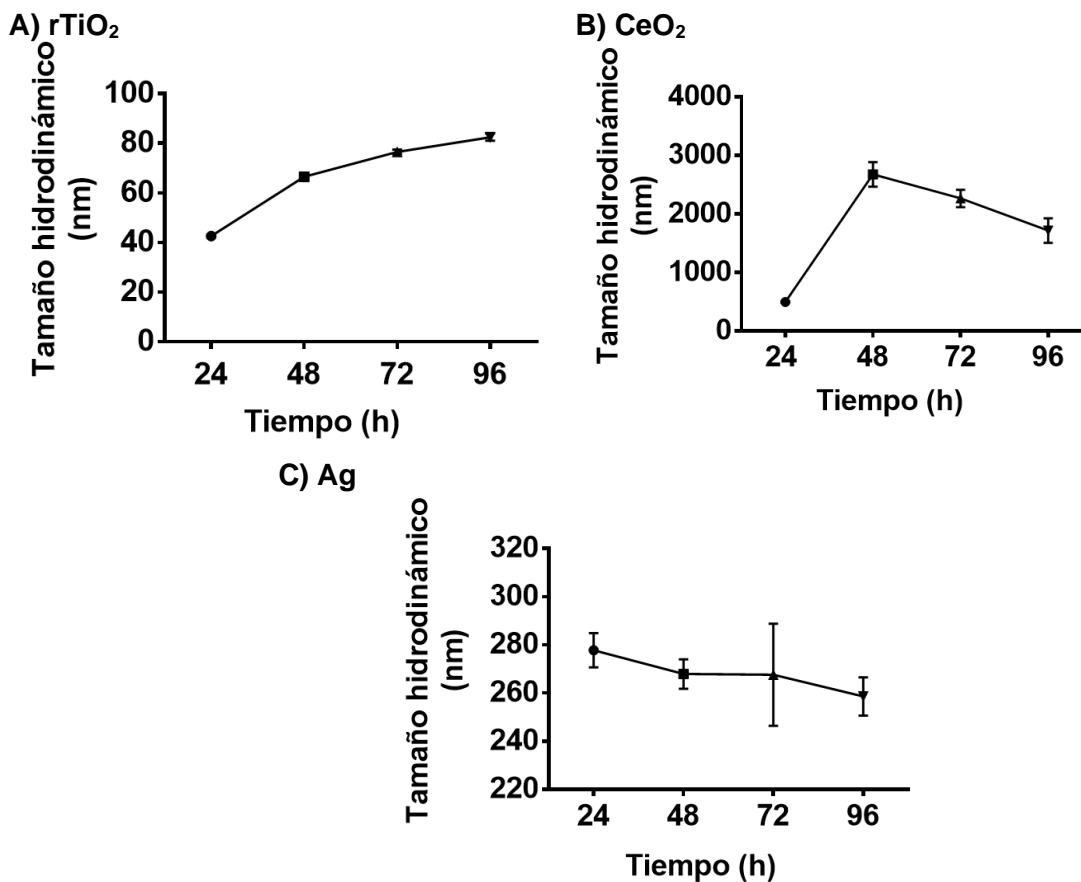 A) rTiO₂
Tamaño hidrodinámico
(nm)
100
80
60
40
20
0
24 48 72 96
Tiempo (h)
B) CeO₂
Tamaño hidrodinámico
(nm)
4000
3000
2000
1000
0
24 48 72 96
Tiempo (h)
C) Ag
Tamaño hidrodinámico
(nm)
320
300
280
260
240
220
24 48 72 96
Tiempo (h)